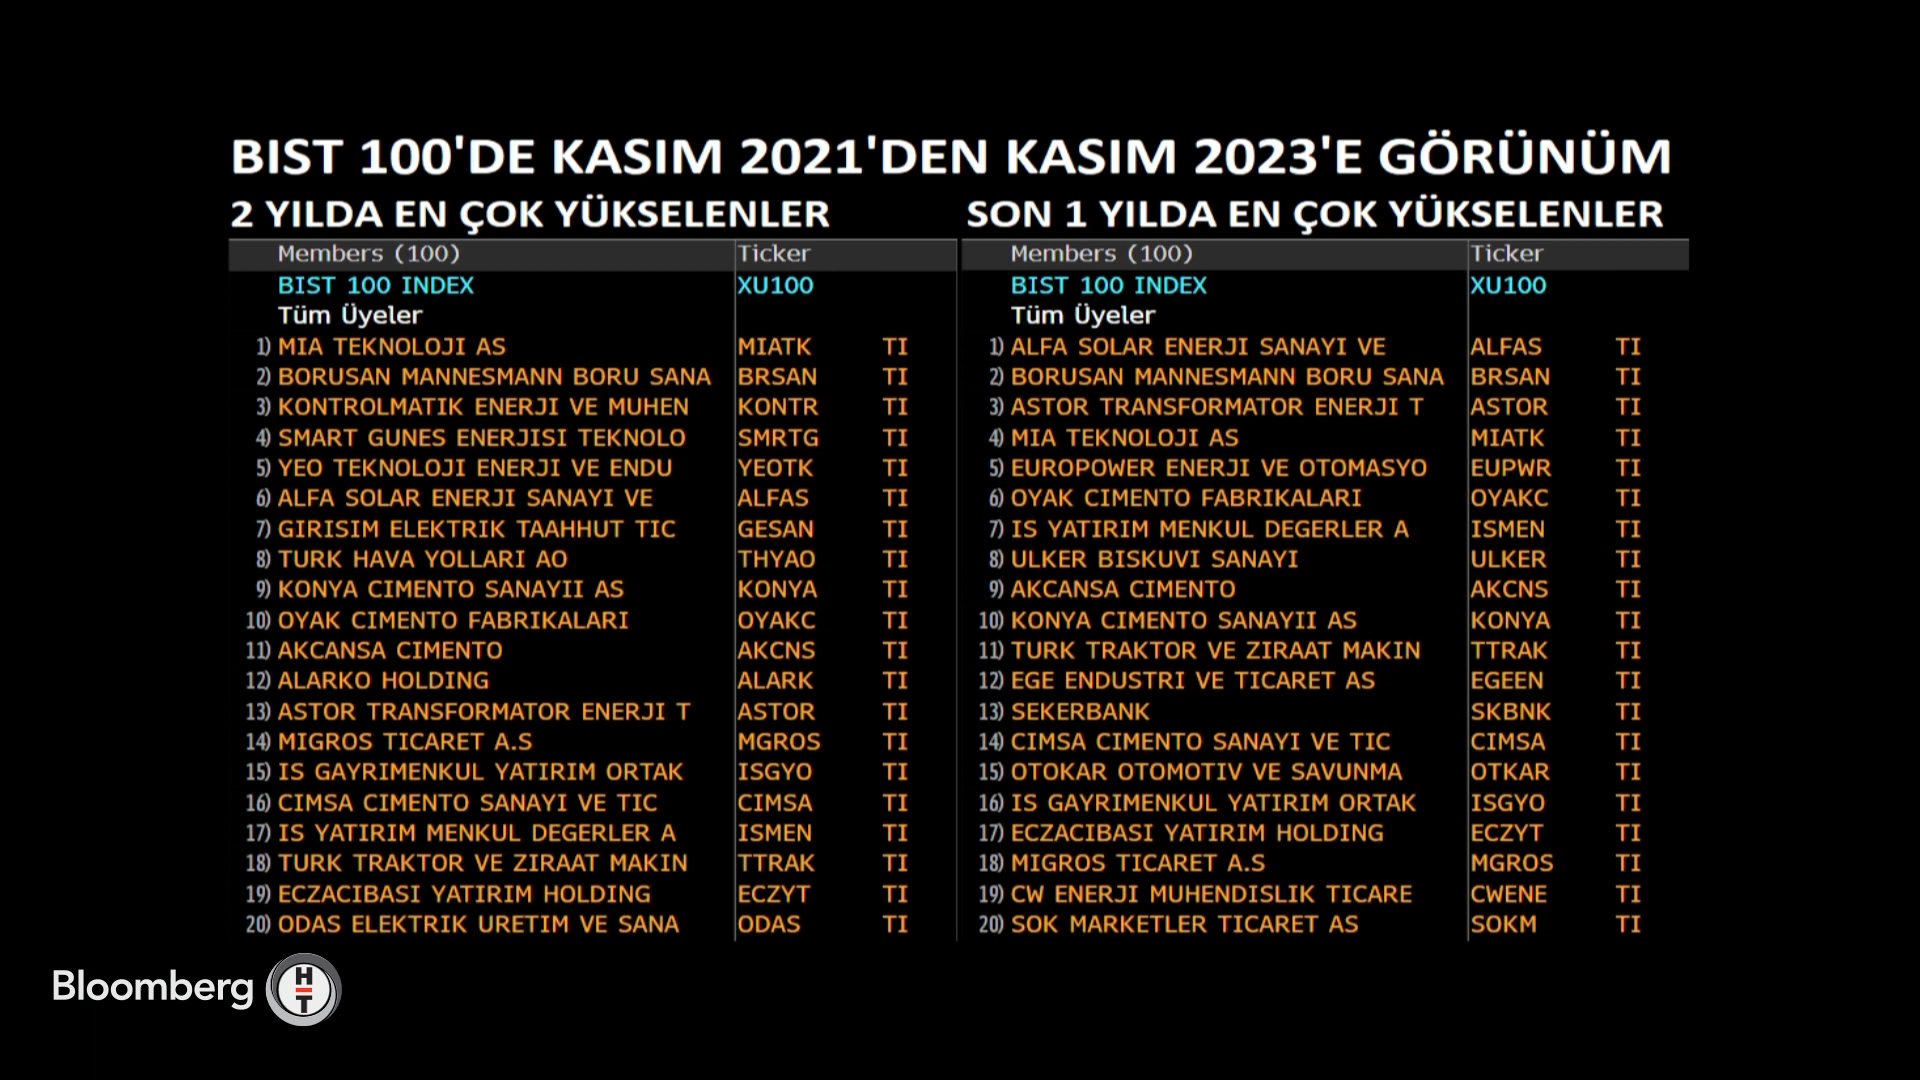 BIST 100'DE KASIM 2021'DEN KASIM 2023'E GÖRÜNÜM
2 YILDA EN ÇOK YÜKSELENLER
Members (100) Ticker
BIST 100 INDEX XU100
Tüm Üyeler
1) MIA TEKNOLOJI AS MIATK TI
2) BORUSAN MANNESMANN BORU SANA BRSAN TI
3) KONTROLMATIK ENERJI VE MUHEN KONTR TI
4) SMART GUNES ENERJISI TEKNOLO SMRTG TI
5) YEO TEKNOLOJI ENERJI VE ENDU YEOTK TI
6) ALFA SOLAR ENERJI SANAYI VE ALFAS TI
7) GIRISIM ELEKTRIK TAAHHUT TIC GESAN TI
8) TURK HAVA YOLLARI AO THYAO TI
9) KONYA CIMENTO SANAYII AS KONYA TI
10) OYAK CIMENTO FABRIKALARI OYAKC TI
11) AKCANSA CIMENTO AKCNS TI
12) ALARKO HOLDING ALARK TI
13) ASTOR TRANSFORMATOR ENERJI T ASTOR TI
14) MIGROS TICARET A.S MGROS TI
15) IS GAYRIMENKUL YATIRIM ORTAK ISGYO TI
16) CIMSA CIMENTO SANAYI VE TIC CIMSA TI
17) IS YATIRIM MENKUL DEGERLER A ISMEN TI
18) TURK TRAKTOR VE ZIRAAT MAKIN TTRAK TI
19) ECZACIBASI YATIRIM HOLDING ECZYT TI
20) ODAS ELEKTRIK URETIM VE SANA ODAS TI
SON 1 YILDA EN ÇOK YÜKSELENLER
Members (100) Ticker
BIST 100 INDEX XU100
Tüm Üyeler
1) ALFA SOLAR ENERJI SANAYI VE ALFAS TI
2) BORUSAN MANNESMANN BORU SANA BRSAN TI
3) ASTOR TRANSFORMATOR ENERJI T ASTOR TI
4) MIA TEKNOLOJI AS MIATK TI
5) EUROPOWER ENERJI VE OTOMASYO EUPWR TI
6) OYAK CIMENTO FABRIKALARI OYAKC TI
7) IS YATIRIM MENKUL DEGERLER A ISMEN TI
8) ULKER BISKUVI SANAYI ULKER TI
9) AKCANSA CIMENTO AKCNS TI
10) KONYA CIMENTO SANAYII AS KONYA TI
11) TURK TRAKTOR VE ZIRAAT MAKIN TTRAK TI
12) EGE ENDUSTRI VE TICARET AS EGEEN TI
13) SEKERBANK SKBNK TI
14) CIMSA CIMENTO SANAYI VE TIC CIMSA TI
15) OTOKAR OTOMOTIV VE SAVUNMA OTKAR TI
16) IS GAYRIMENKUL YATIRIM ORTAK ISGYO TI
17) ECZACIBASI YATIRIM HOLDING ECZYT TI
18) MIGROS TICARET A.S MGROS TI
19) CW ENERJI MUHENDISLIK TICARE CWENE TI
20) SOK MARKETLER TICARET AS SOKM TI
Bloomberg HT